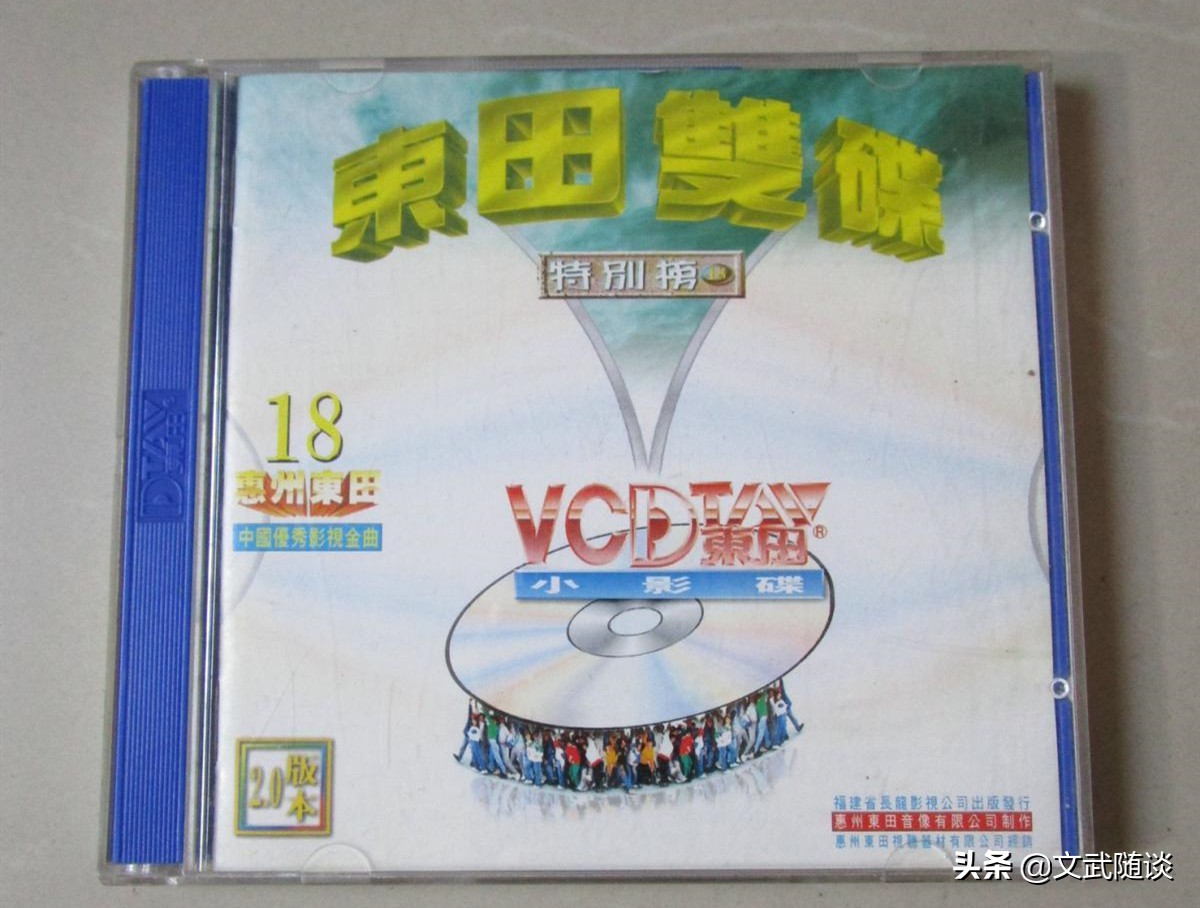 東田雙碟
特别榜
18
惠州東田
中國優秀影視金曲
VCD DTAV®
東田
小影碟
2.0版本
福建省長龍影視公司出版發行
惠州東田音像有限公司制作
惠州東田視聽器材有限公司經銷
头条 @文武随谈